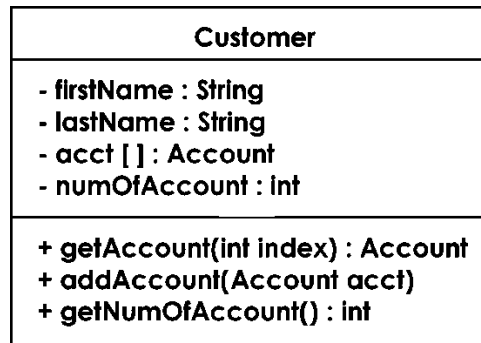 Customer
- firstName : String
- lastName : String
- acct [ ] : Account
- numOfAccount : int
+ getAccount(int index) : Account
+ addAccount(Account acct)
+ getNumOfAccount() : int